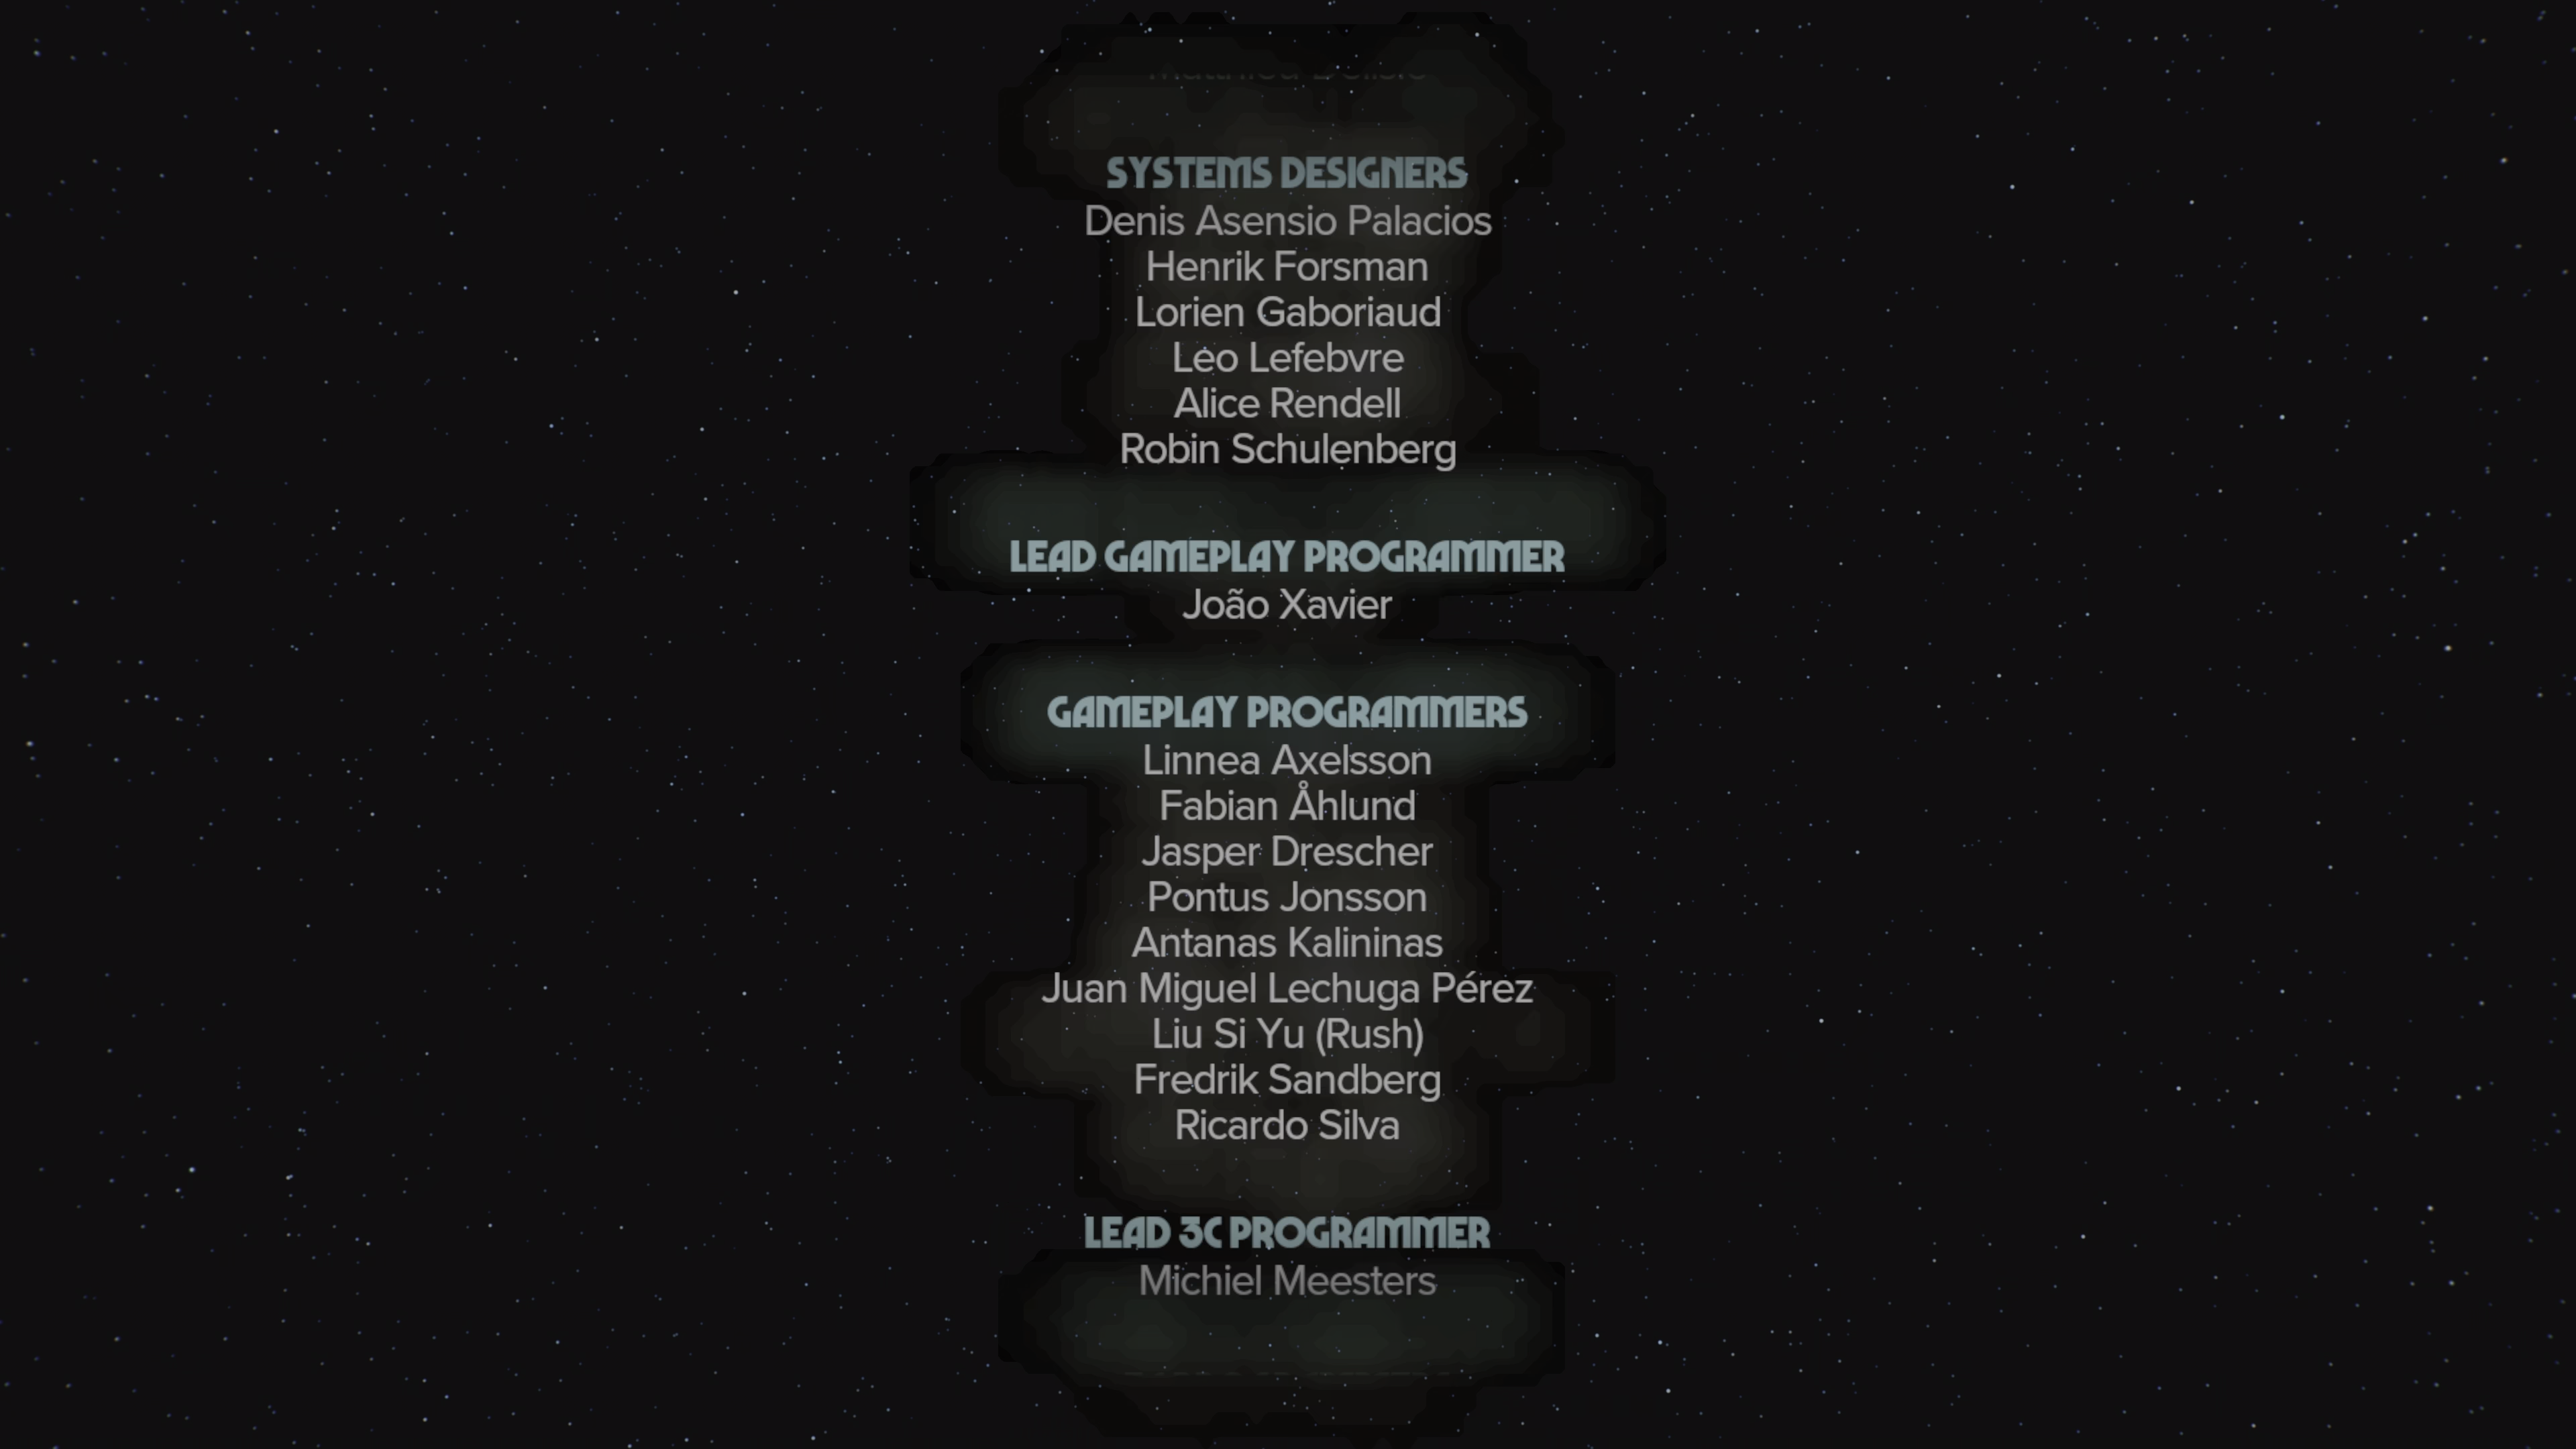 SYSTEMS DESIGNERS
Denis Asensio Palacios
Henrik Forsman
Lorien Gaboriaud
Leo Lefebvre
Alice Rendell
Robin Schulenberg
LEAD GAMEPLAY PROGRAMMER
João Xavier
GAMEPLAY PROGRAMMERS
Linnea Axelsson
Fabian Åhlund
Jasper Drescher
Pontus Jonsson
Antanas Kalininas
Juan Miguel Lechuga Pérez
Liu Si Yu (Rush)
Fredrik Sandberg
Ricardo Silva
LEAD 3C PROGRAMMER
Michiel Meesters